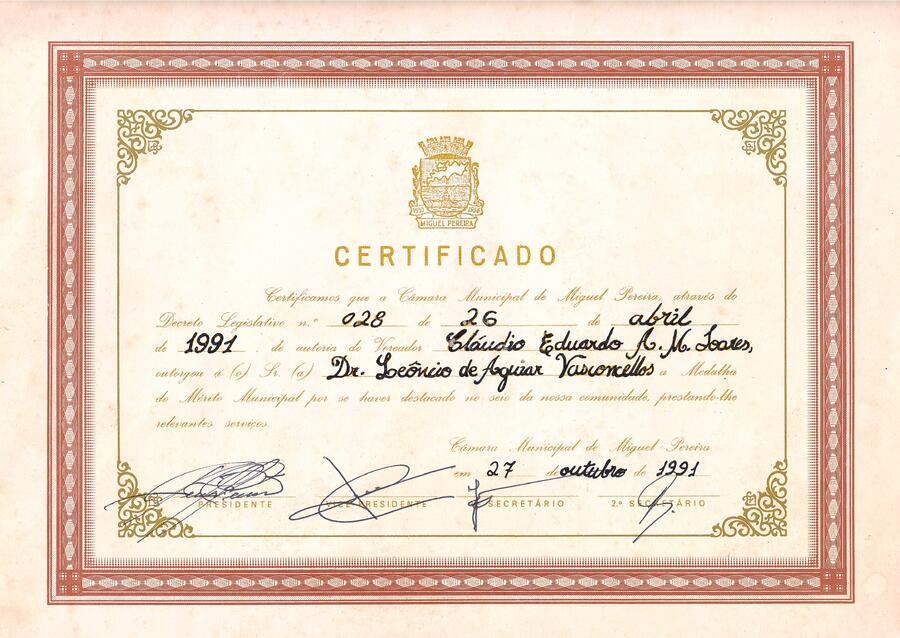 1955 1956
MIGUEL PEREIRA
CERTIFICADO
Certificamos que a Câmara Municipal de Miguel Pereira, através do
Decreto Legislativo n.º 028 de 26 de abril
de 1991, de autoria do Vereador Cláudio Eduardo A. M. Soares,
outorgou á (o) Sr. (a) Dr. Leôncio de Aguiar Vasconcellos a Medalha
do Mérito Municipal por se haver destacado no seio da nossa comunidade, prestando-lhe
relevantes serviços.
Câmara Municipal de Miguel Pereira
em 27 de outubro de 1991
PRESIDENTE VICE PRESIDENTE SECRETÁRIO 2.º SECRETÁRIO